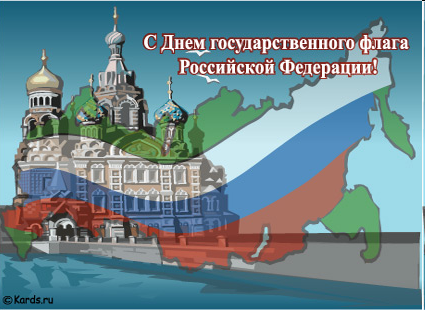 С Днем государственного флага
Российской Федерации!
© Kards.ru